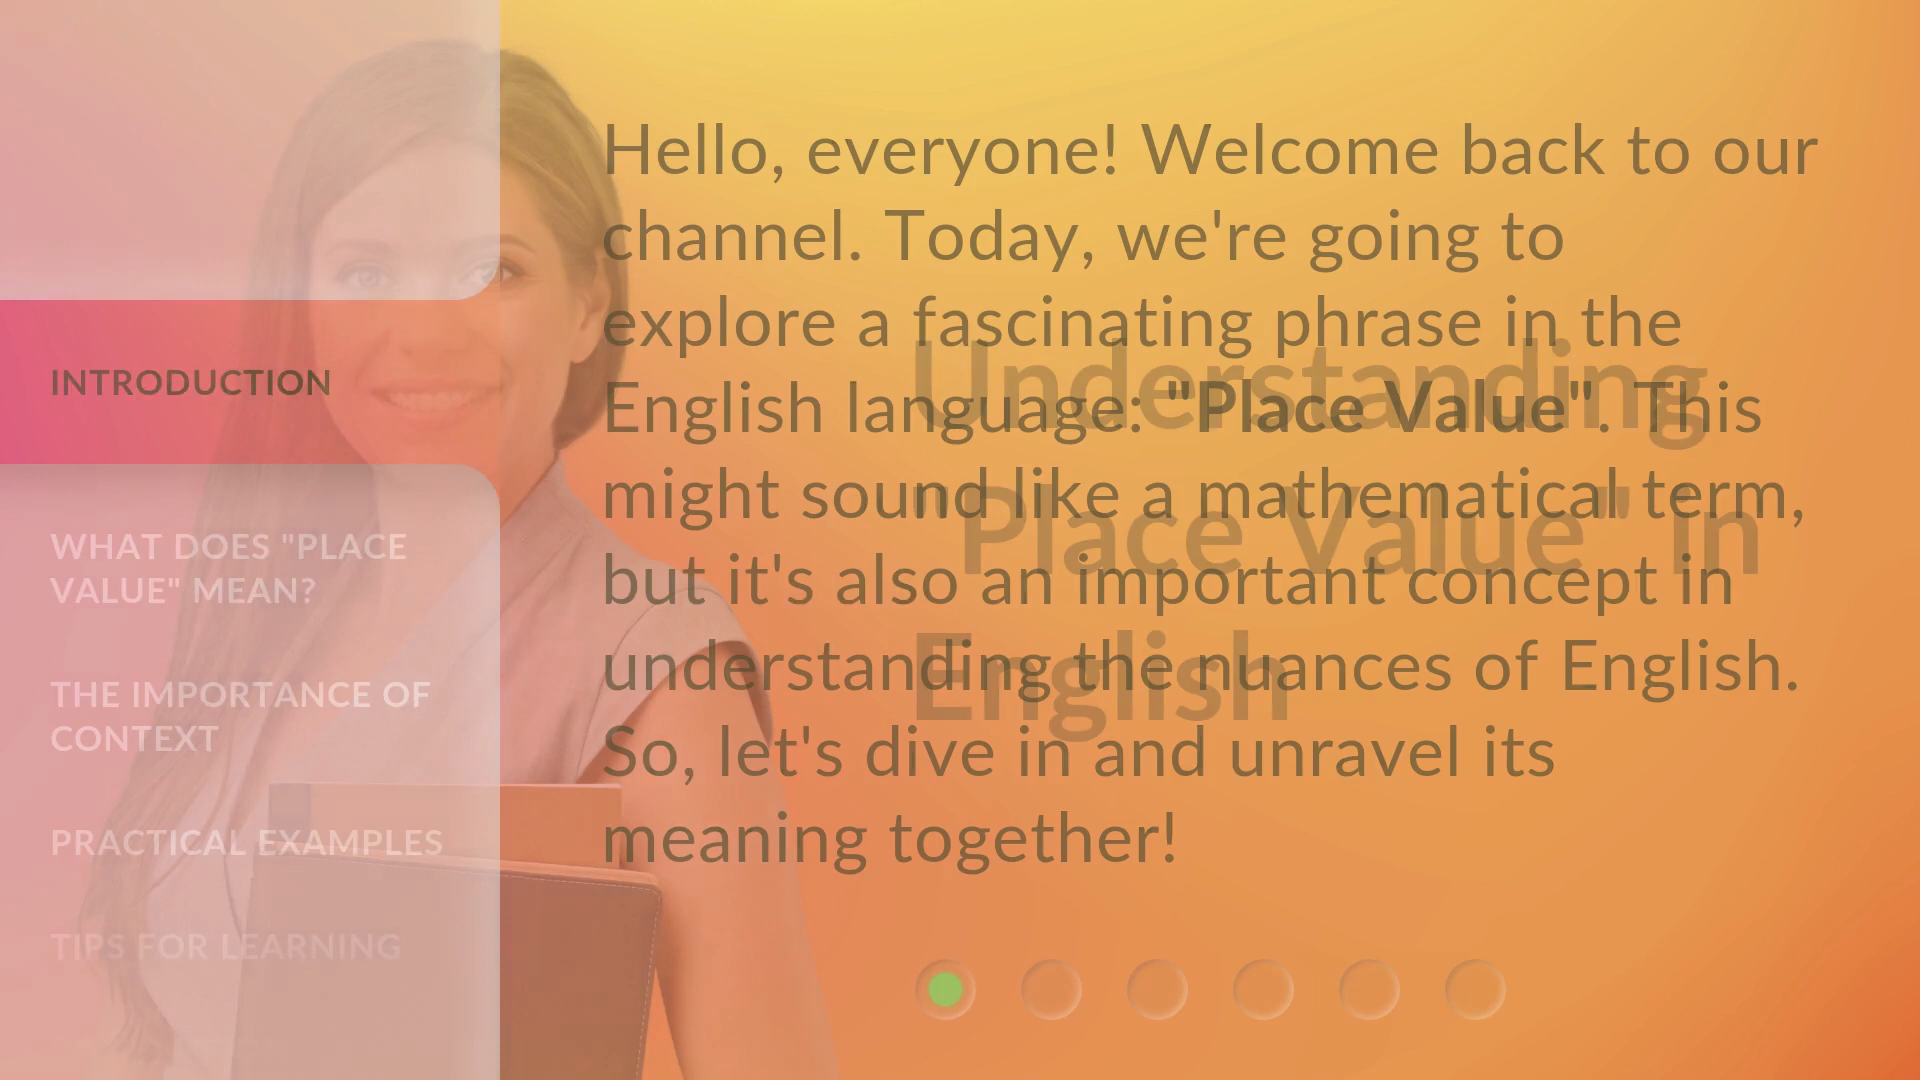 INTRODUCTION
WHAT DOES "PLACE
VALUE" MEAN?
THE IMPORTANCE OF
CONTEXT
PRACTICAL EXAMPLES
TIPS FOR LEARNING
Hello, everyone! Welcome back to our
channel. Today, we're going to
explore a fascinating phrase in the
English language: "Place Value". This
might sound like a mathematical term,
but it's also an important concept in
understanding the nuances of English.
So, let's dive in and unravel its
meaning together!
Understanding
"Place Value" in
English